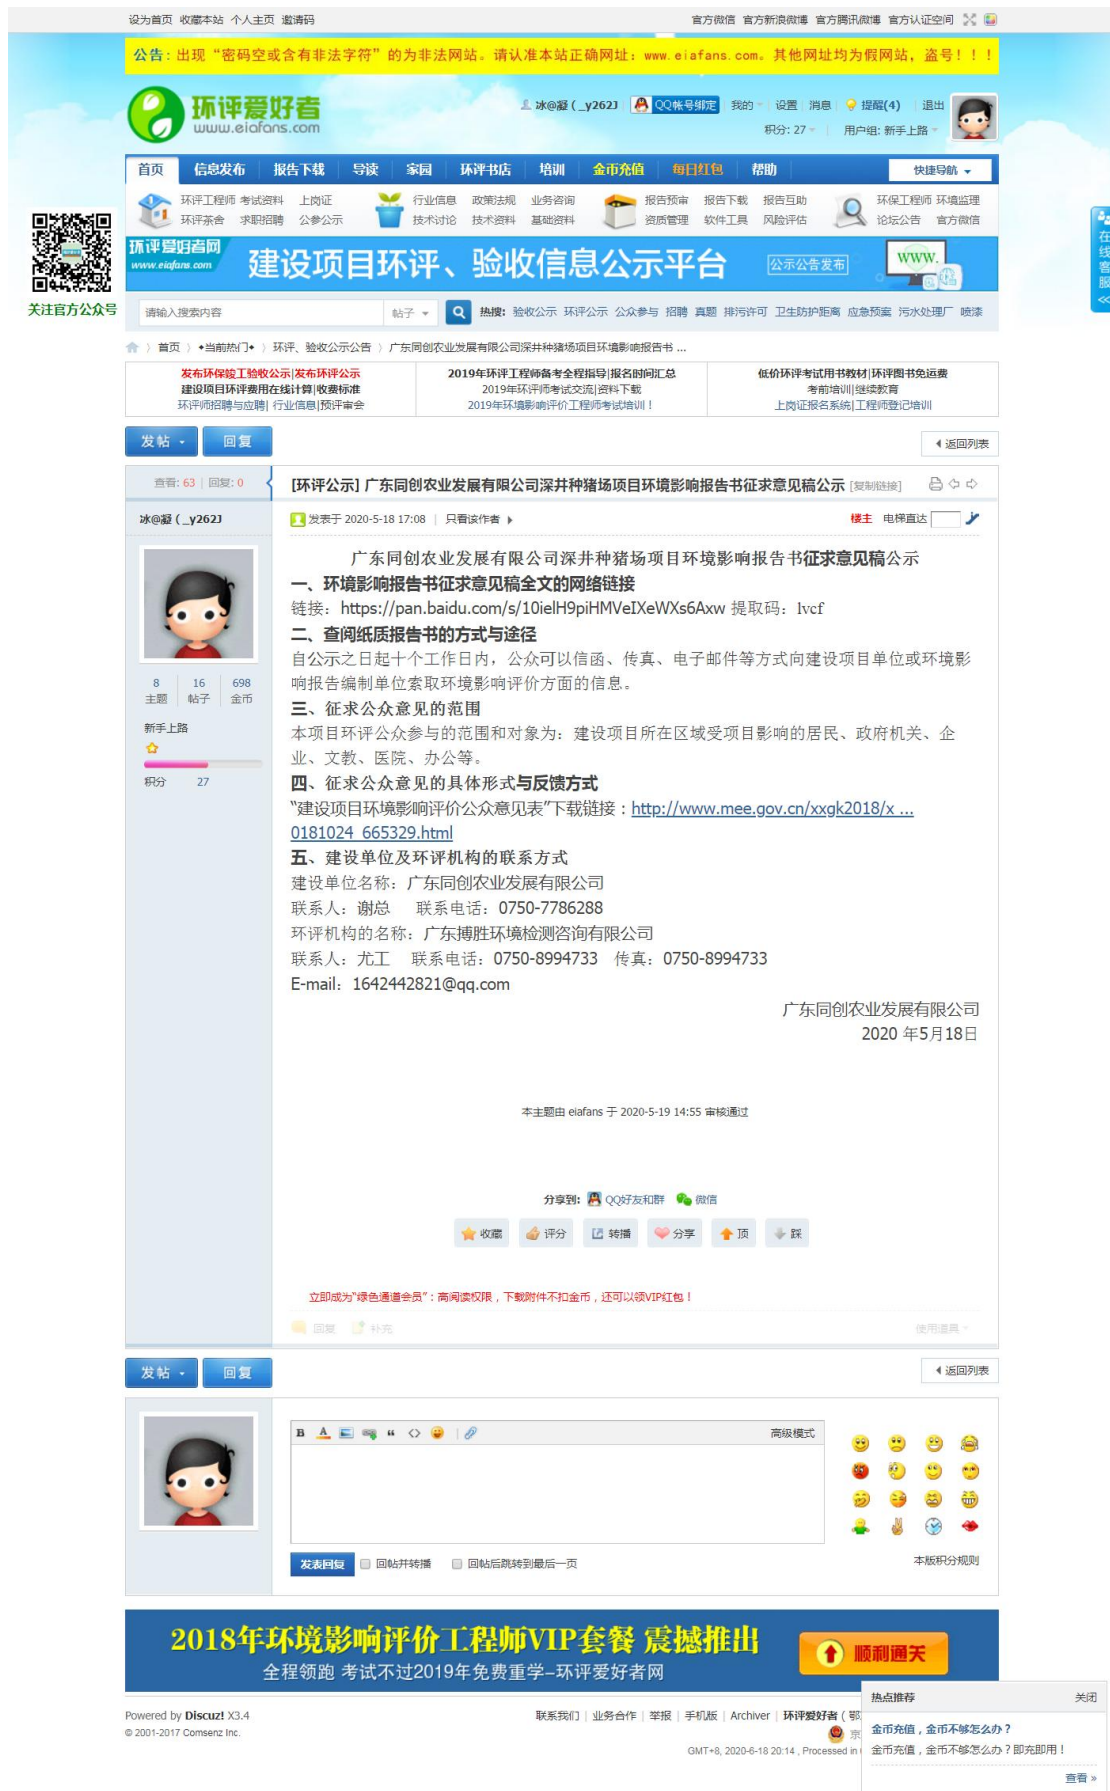 设为首页 收藏本站 个人主页 邀请码 官方微信 官方新浪微博 官方腾讯微博 官方认证空间
公告：出现“密码空或含有非法字符”的为非法网站。请认准本站正确网址：www.eiafans.com。其他网址均为假网站，盗号！！！
环评爱好者
www.eiafans.com
冰@凝 ( _y262J QQ帐号绑定 我的 设置 消息 提醒(4) 退出
积分: 27 用户组: 新手上路
首页 信息发布 报告下载 导读 家园 环评书店 培训 金币充值 每日红包 帮助 快捷导航
环评工程师 考试资料 上岗证 行业信息 政策法规 业务咨询 报告预审 报告下载 报告互助 环保工程师 环境监理
环评茶舍 求职招聘 公参公示 技术讨论 技术资料 基础资料 资质管理 软件工具 风险评估 论坛公告 官方微信
环评爱好者网
www.eiafans.com
建设项目环评、验收信息公示平台 公示公告发布 WWW.
关注官方公众号
在线客服
请输入搜索内容 帖子 热搜: 验收公示 环评公示 公众参与 招聘 真题 排污许可 卫生防护距离 应急预案 污水处理厂 喷漆
首页 〉 •当前热门• 〉 环评、验收公示公告 〉 广东同创农业发展有限公司深井种猪场项目环境影响报告书 ...
发布环保竣工验收公示|发布环评公示 2019年环评工程师备考全程指导|报名时间汇总 低价环评考试用书教材|环评图书免运费
建设项目环评费用在线计算|收费标准 2019年环评师考试交流|资料下载 考前培训|继续教育
环评师招聘与应聘| 行业信息|预评审会 2019年环境影响评价工程师考试培训！ 上岗证报名系统|工程师登记培训
发帖 回复 返回列表
查看: 63 | 回复: 0 [环评公示] 广东同创农业发展有限公司深井种猪场项目环境影响报告书征求意见稿公示 [复制链接]
冰@凝 ( _y262J 发表于 2020-5-18 17:08 | 只看该作者 楼主 电梯直达
8 16 698
主题 帖子 金币
新手上路
积分 27
广东同创农业发展有限公司深井种猪场项目环境影响报告书征求意见稿公示
一、环境影响报告书征求意见稿全文的网络链接
链接：https://pan.baidu.com/s/10ielH9piHMVeIXeWXs6Axw 提取码：lvcf
二、查阅纸质报告书的方式与途径
自公示之日起十个工作日内，公众可以信函、传真、电子邮件等方式向建设项目单位或环境影
响报告编制单位索取环境影响评价方面的信息。
三、征求公众意见的范围
本项目环评公众参与的范围和对象为：建设项目所在区域受项目影响的居民、政府机关、企
业、文教、医院、办公等。
四、征求公众意见的具体形式与反馈方式
“建设项目环境影响评价公众意见表”下载链接：http://www.mee.gov.cn/xxgk2018/x ...
0181024_665329.html
五、建设单位及环评机构的联系方式
建设单位名称：广东同创农业发展有限公司
联系人：谢总 联系电话：0750-7786288
环评机构的名称：广东搏胜环境检测咨询有限公司
联系人：尤工 联系电话：0750-8994733 传真：0750-8994733
E-mail：1642442821@qq.com
广东同创农业发展有限公司
2020 年5月18日
本主题由 eiafans 于 2020-5-19 14:55 审核通过
分享到: QQ好友和群 微信
收藏 评分 转播 分享 顶 踩
立即成为“绿色通道会员”：高阅读权限，下载附件不扣金币，还可以领VIP红包！
回复 补充 使用道具
发帖 回复 返回列表
高级模式
发表回复 回帖并转播 回帖后跳转到最后一页 本版积分规则
2018年环境影响评价工程师VIP套餐 震撼推出
全程领跑 考试不过2019年免费重学-环评爱好者网
顺利通关
Powered by Discuz! X3.4 联系我们 | 业务合作 | 举报 | 手机版 | Archiver | 环评爱好者 ( 鄂
© 2001-2017 Comsenz Inc. 京
GMT+8, 2020-6-18 20:14 , Processed in
热点推荐 关闭
金币充值，金币不够怎么办？
金币充值，金币不够怎么办？即充即用！
查看 »